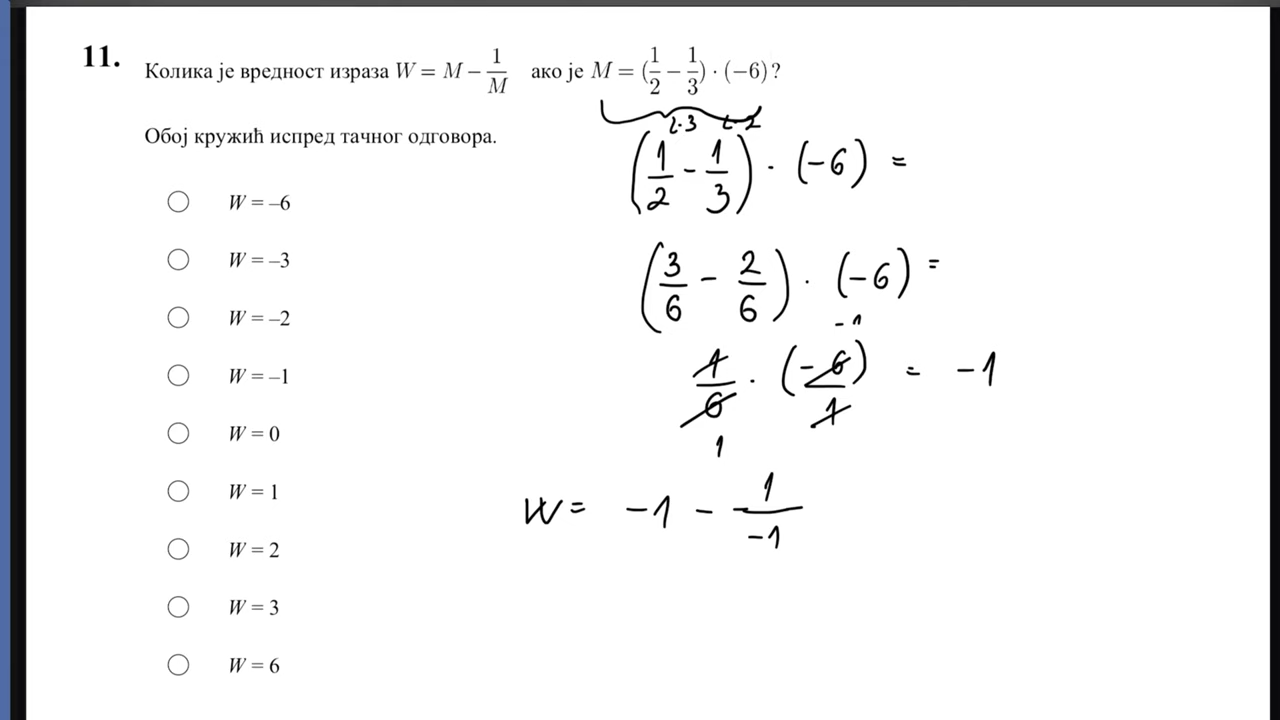 11. Колика је вредност израза W = M − 1/M ако је M = (1/2 − 1/3) · (−6)?
Обој кружић испред тачног одговора.
W = –6
W = –3
W = –2
W = –1
W = 0
W = 1
W = 2
W = 3
W = 6
(1/2 - 1/3) · (-6) =
(3/6 - 2/6) · (-6) =
-1
1/6 · (-6/1) = -1
1
W = -1 - 1/-1